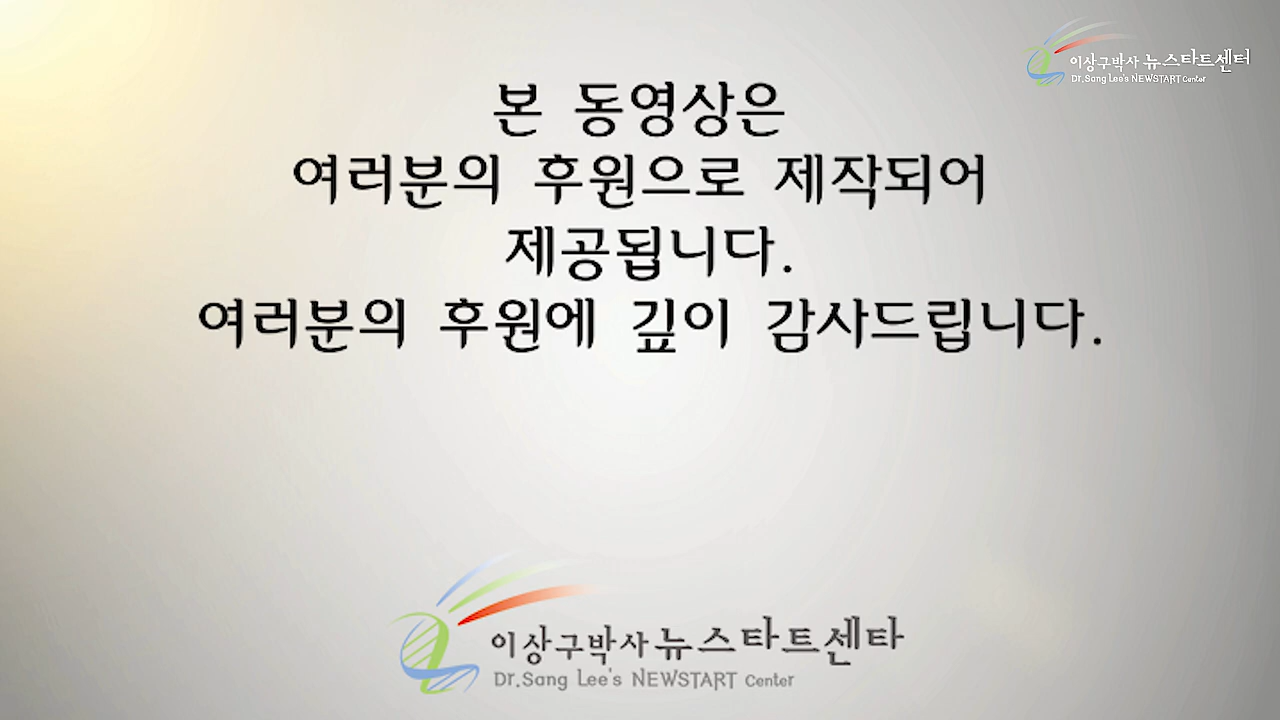 이상구박사 뉴스타트센터
Dr.Sang Lee's NEWSTART Center
본 동영상은
여러분의 후원으로 제작되어
제공됩니다.
여러분의 후원에 깊이 감사드립니다.
이상구박사 뉴스타트센타
Dr.Sang Lee's NEWSTART Center